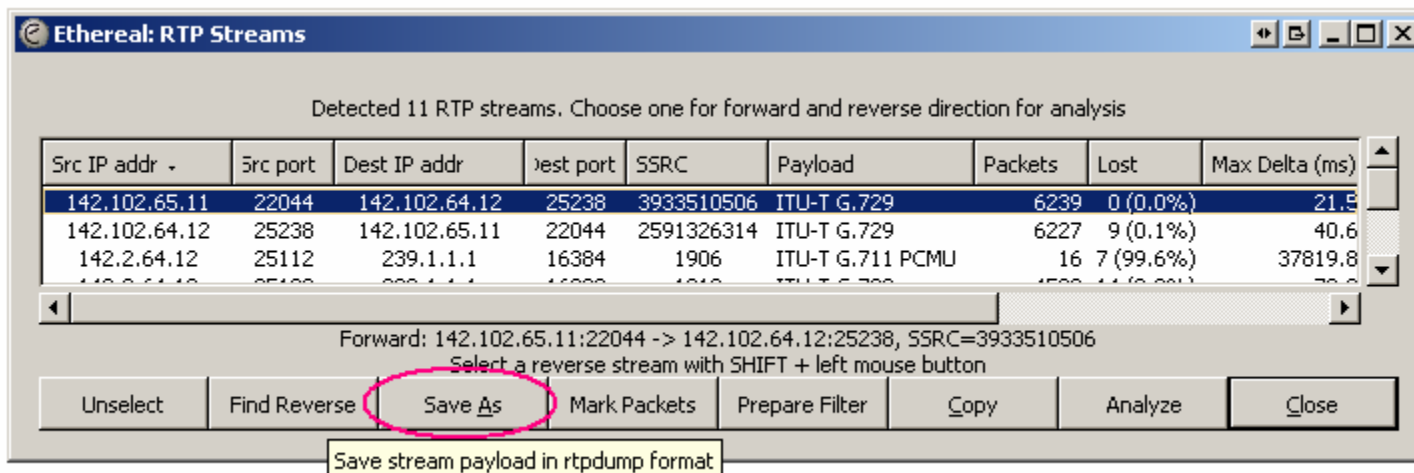 Ethereal: RTP Streams
Detected 11 RTP streams. Choose one for forward and reverse direction for analysis
Src IP addr Src port Dest IP addr Dest port SSRC Payload Packets Lost Max Delta (ms)
142.102.65.11 22044 142.102.64.12 25238 3933510506 ITU-T G.729 6239 0 (0.0%) 21.5
142.102.64.12 25238 142.102.65.11 22044 2591326314 ITU-T G.729 6227 9 (0.1%) 40.6
142.2.64.12 25112 239.1.1.1 16384 1906 ITU-T G.711 PCMU 16 7 (99.6%) 37819.8
Forward: 142.102.65.11:22044 -> 142.102.64.12:25238, SSRC=3933510506
Select a reverse stream with SHIFT + left mouse button
Unselect Find Reverse Save As Mark Packets Prepare Filter Copy Analyze Close
Save stream payload in rtpdump format